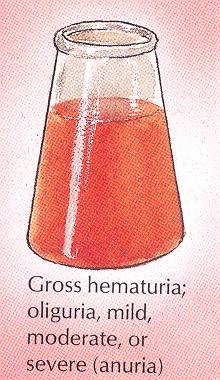 Gross hematuria;
oliguria, mild,
moderate, or
severe (anuria)